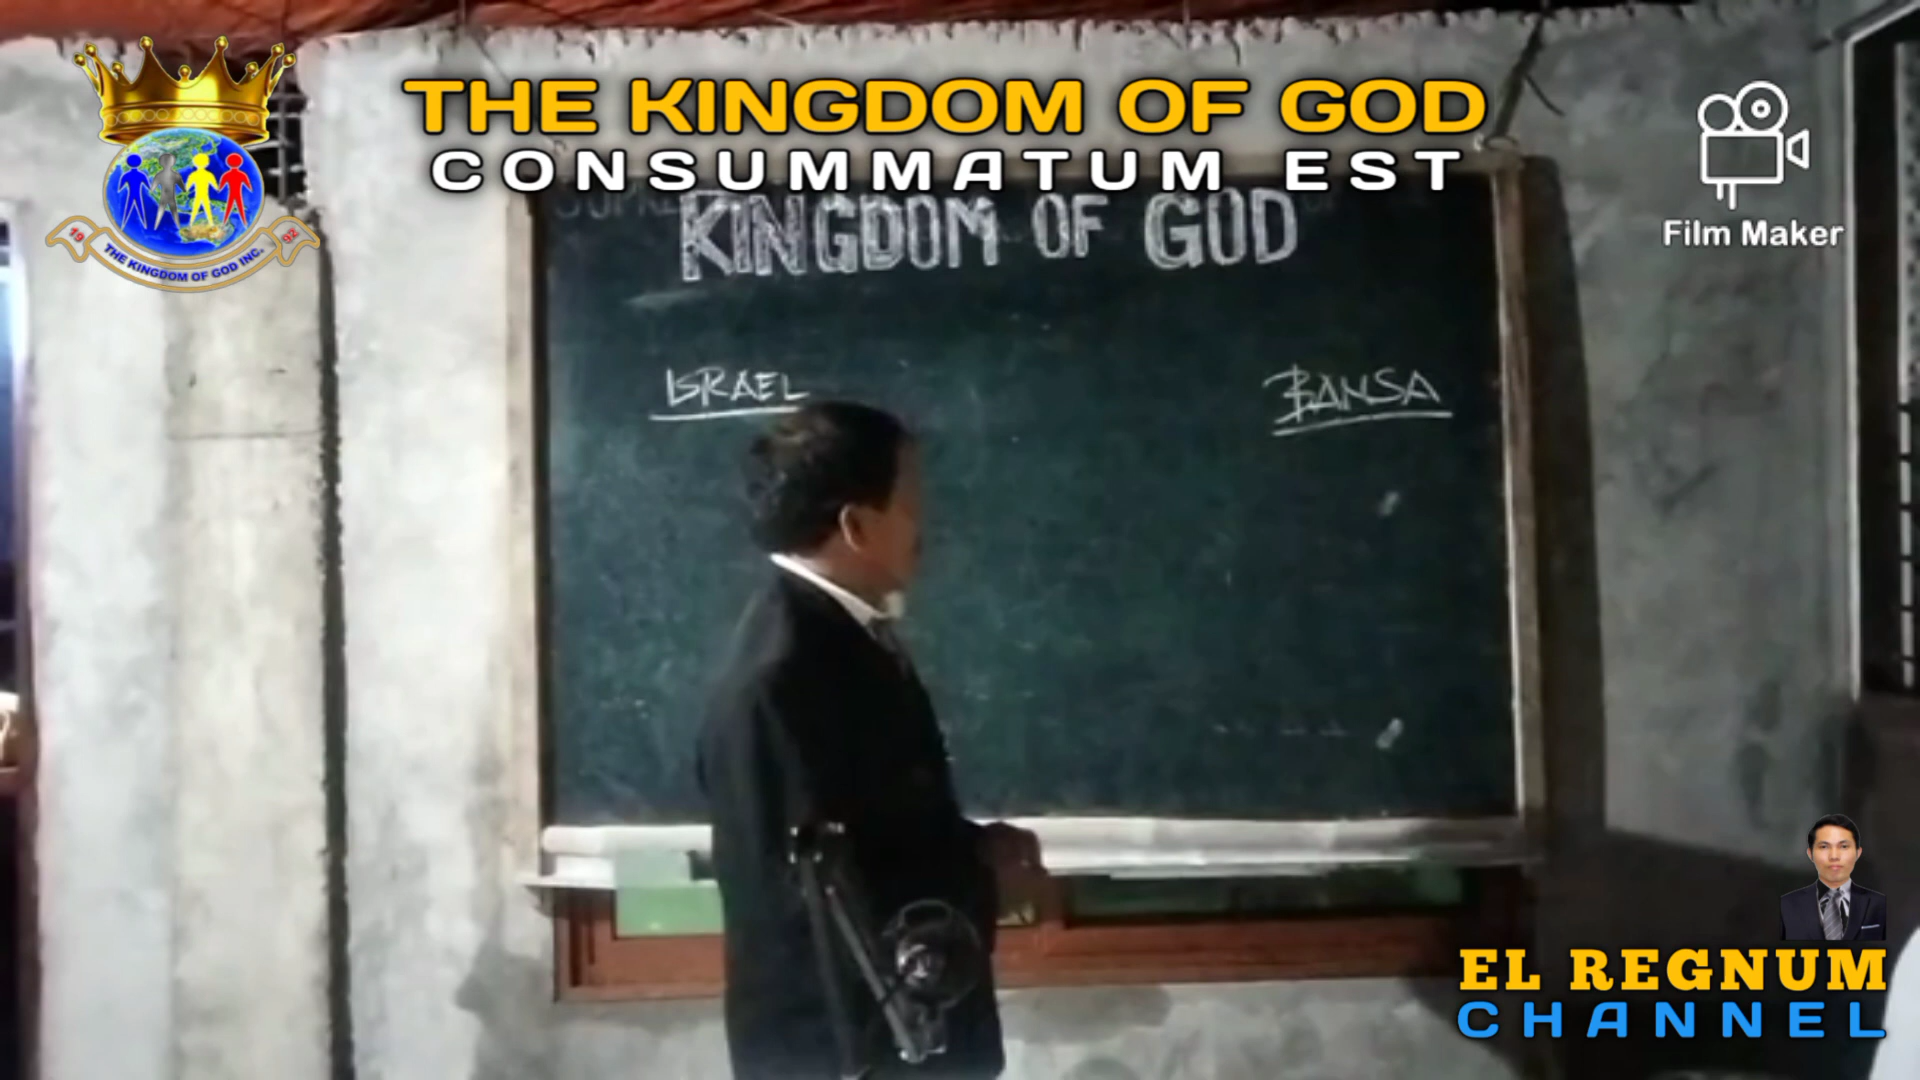 THE KINGDOM OF GOD
CONSUMMATUM EST
19 92
THE KINGDOM OF GOD INC.
Film Maker
KINGDOM OF GOD
ISRAEL
BANSA
EL REGNUM
CHANNEL